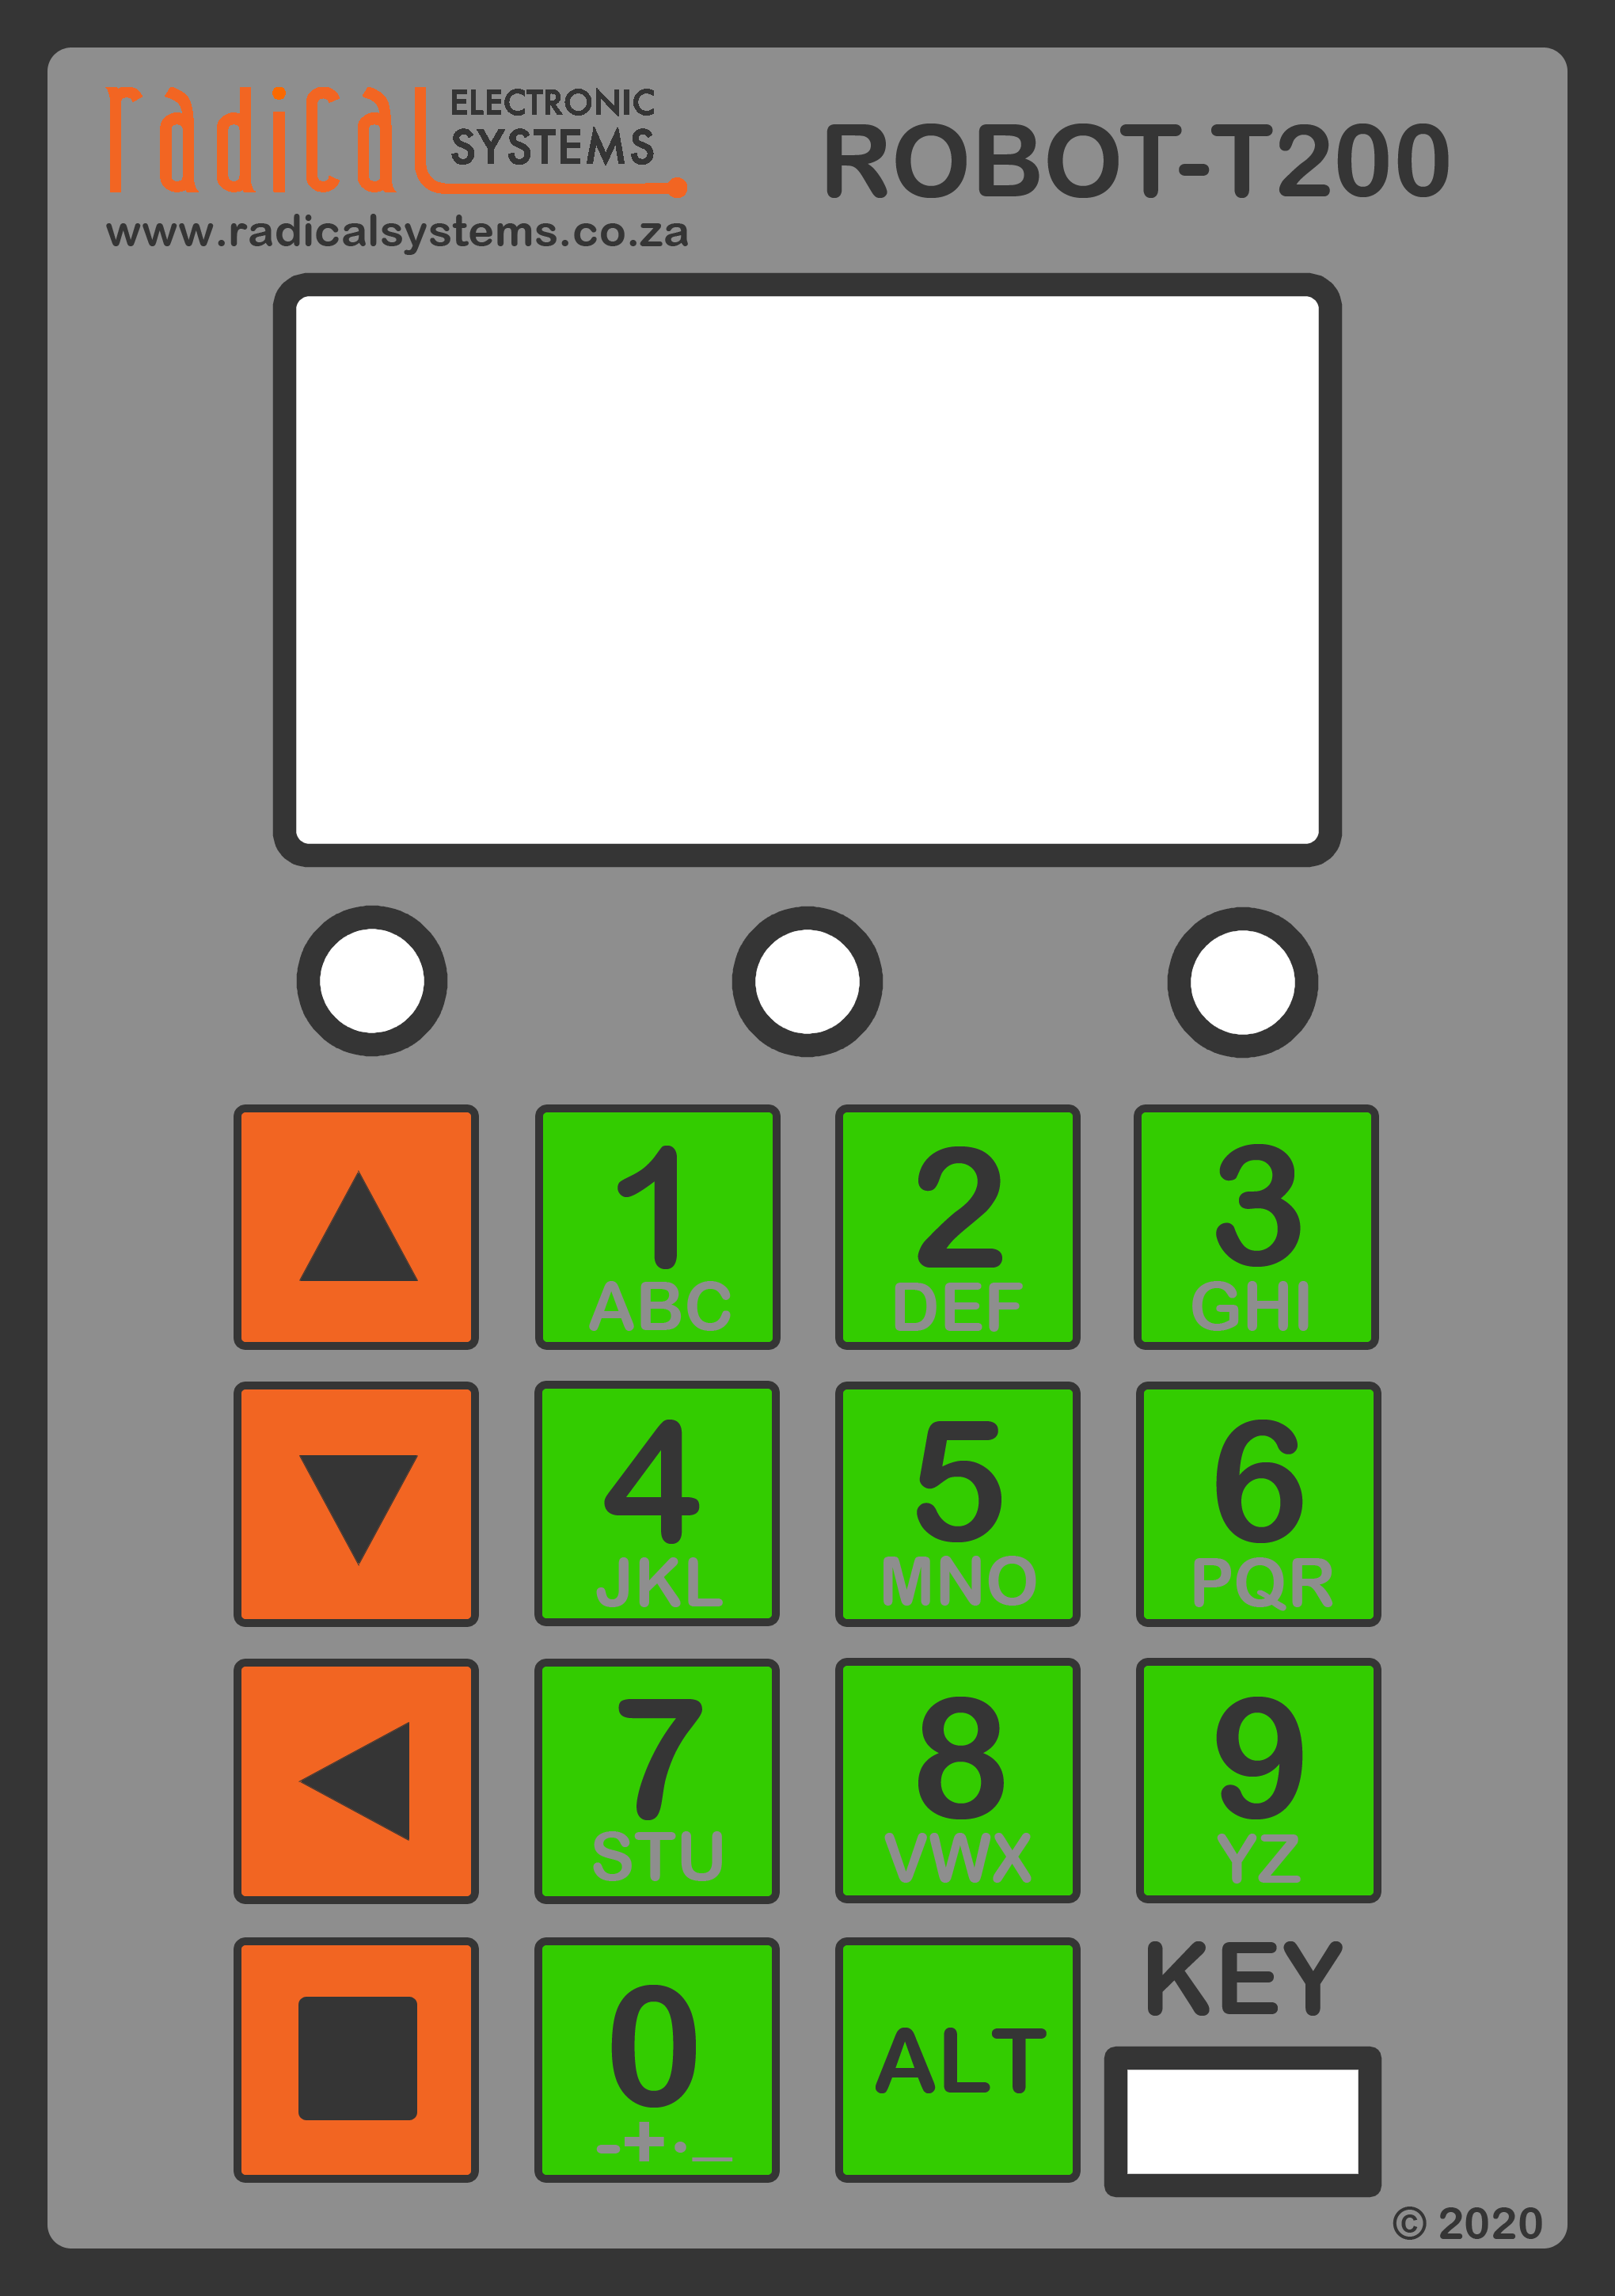 radical ELECTRONIC
SYSTEMS
www.radicalsystems.co.za
ROBOT-T200
1
ABC
2
DEF
3
GHI
4
JKL
5
MNO
6
PQR
7
STU
8
VWX
9
YZ
0
-+._
ALT
KEY
© 2020